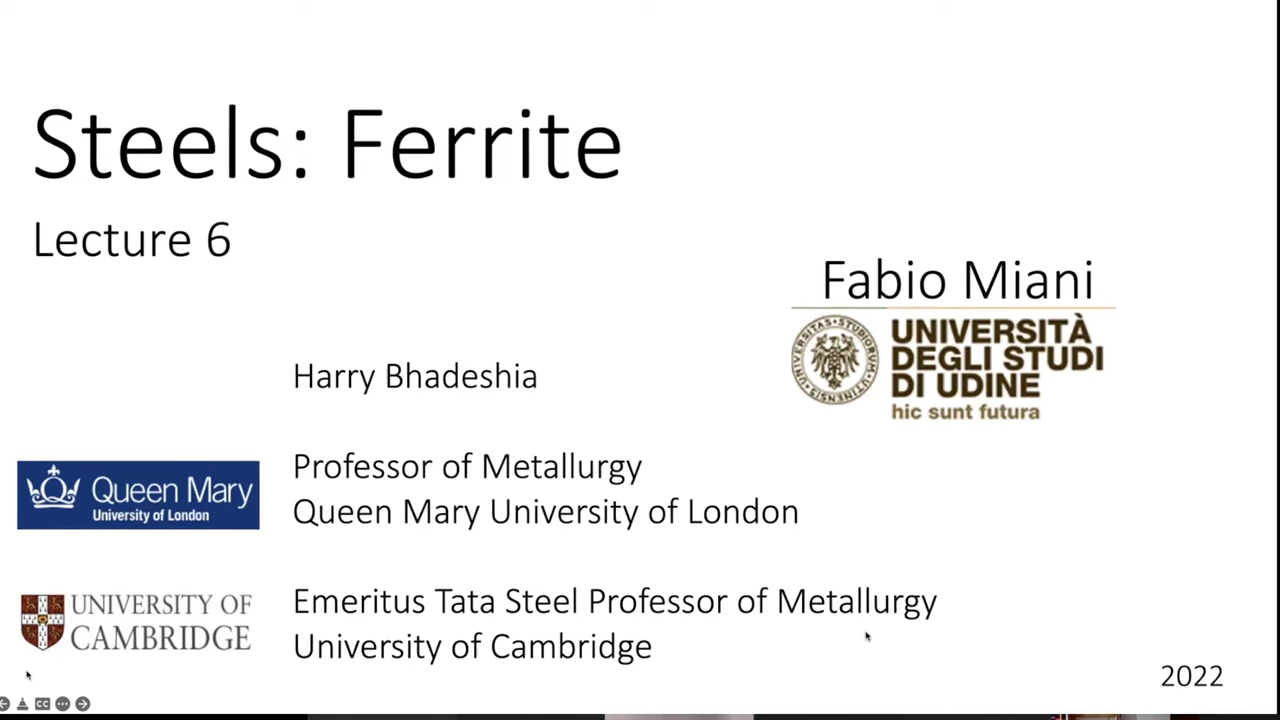 Steels: Ferrite
Lecture 6
Fabio Miani
UNIVERSITÀ
DEGLI STUDI
DI UDINE
hic sunt futura
Harry Bhadeshia
Queen Mary
University of London
Professor of Metallurgy
Queen Mary University of London
UNIVERSITY OF
CAMBRIDGE
Emeritus Tata Steel Professor of Metallurgy
University of Cambridge
2022
CC